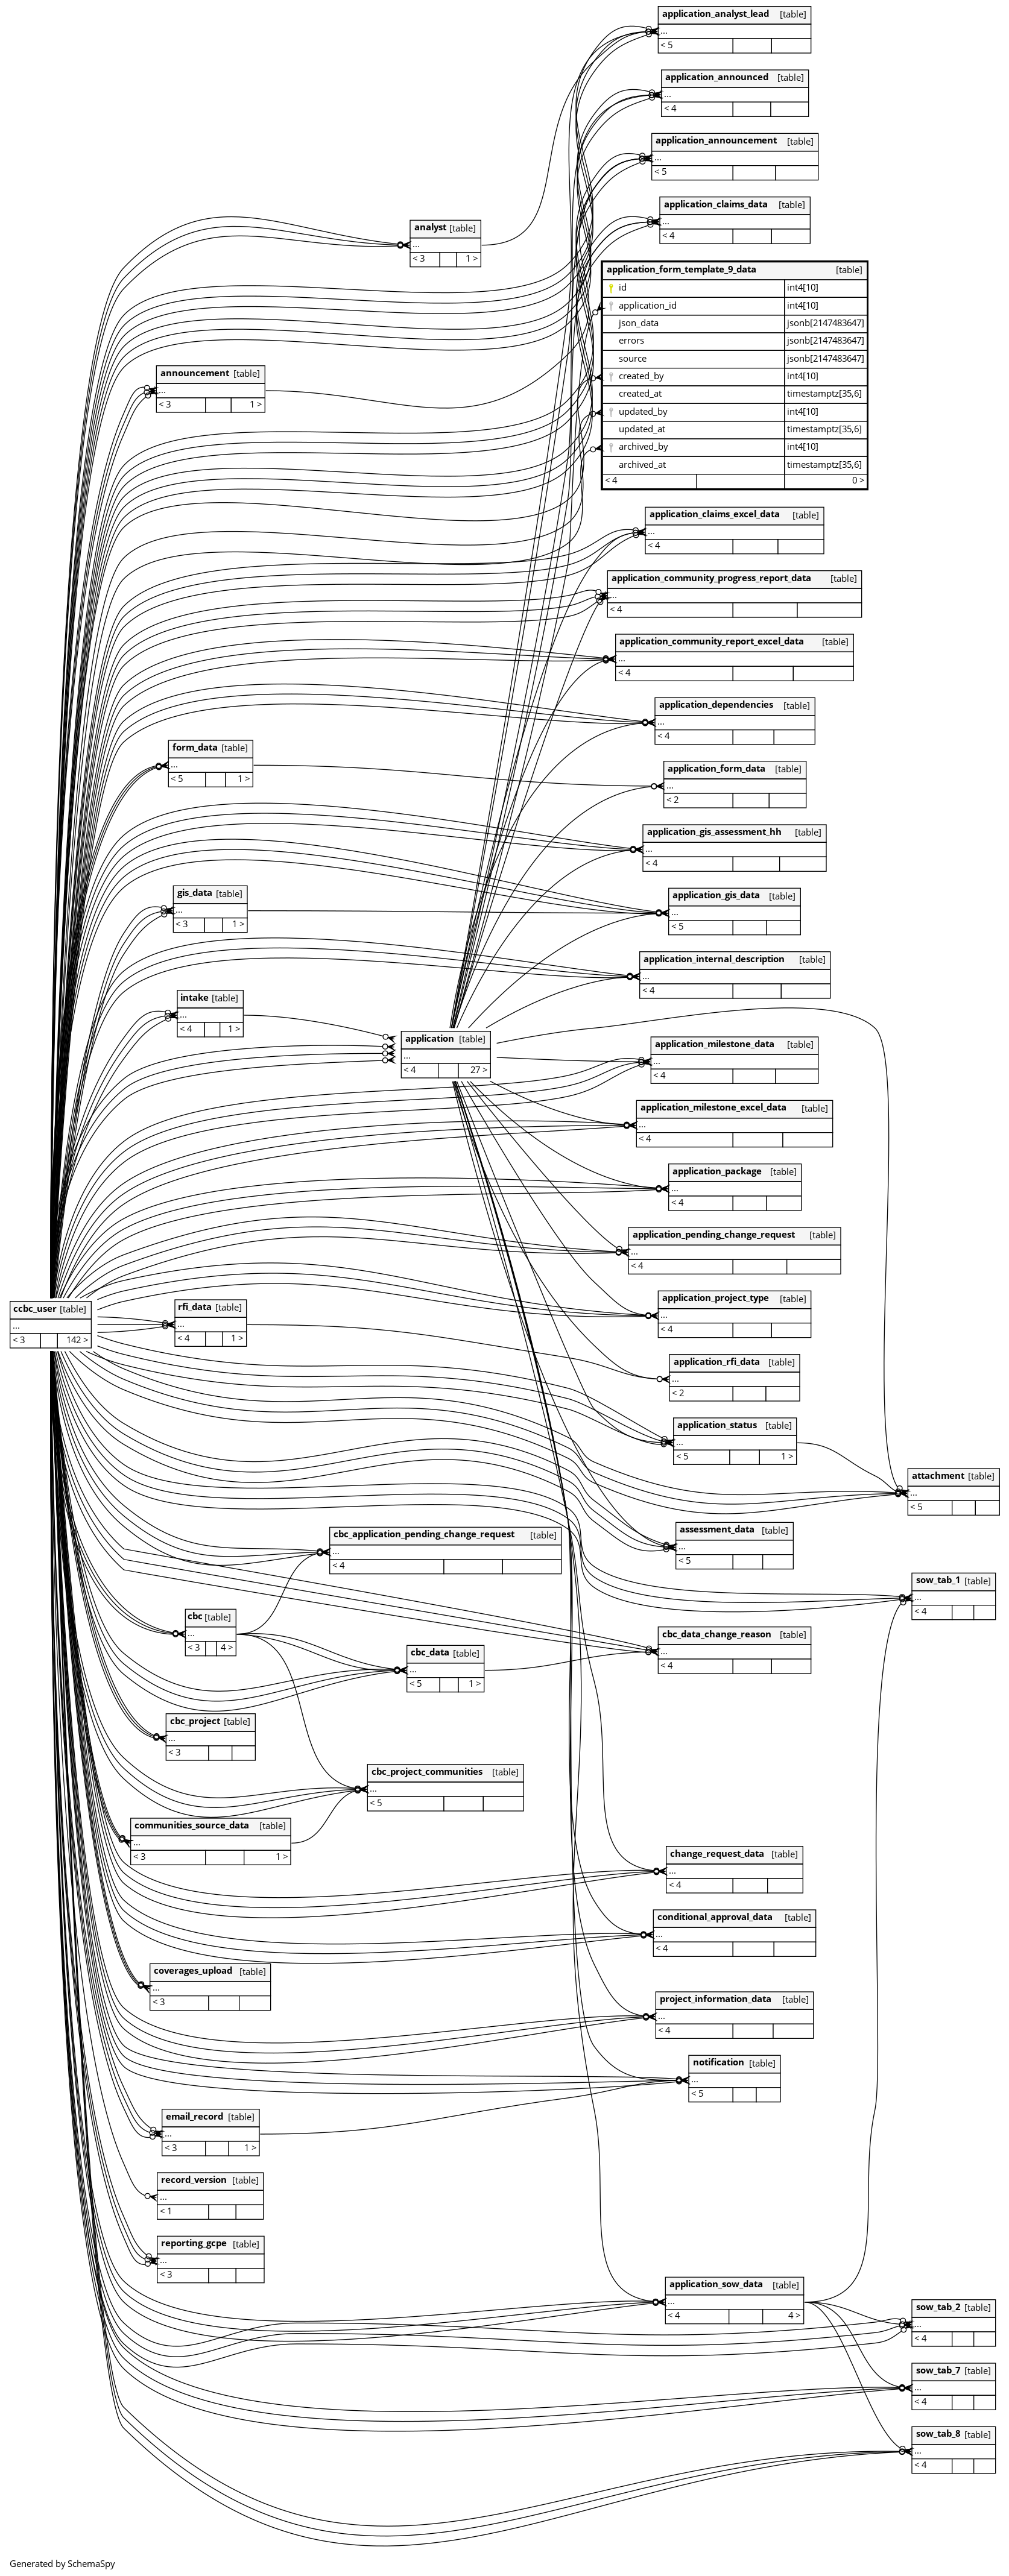 application_analyst_lead [table]
...
< 5
application_announced [table]
...
< 4
application_announcement [table]
...
< 5
application_claims_data [table]
...
< 4
analyst [table]
...
< 3 1 >
application_form_template_9_data [table]
id int4[10]
application_id int4[10]
json_data jsonb[2147483647]
errors jsonb[2147483647]
source jsonb[2147483647]
created_by int4[10]
created_at timestamptz[35,6]
updated_by int4[10]
updated_at timestamptz[35,6]
archived_by int4[10]
archived_at timestamptz[35,6]
< 4 0 >
announcement [table]
...
< 3 1 >
application_claims_excel_data [table]
...
< 4
application_community_progress_report_data [table]
...
< 4
application_community_report_excel_data [table]
...
< 4
application_dependencies [table]
...
< 4
form_data [table]
...
< 5 1 >
application_form_data [table]
...
< 2
application_gis_assessment_hh [table]
...
< 4
gis_data [table]
...
< 3 1 >
application_gis_data [table]
...
< 5
application_internal_description [table]
...
< 4
intake [table]
...
< 4 1 >
application [table]
...
< 4 27 >
application_milestone_data [table]
...
< 4
application_milestone_excel_data [table]
...
< 4
application_package [table]
...
< 4
application_pending_change_request [table]
...
< 4
ccbc_user [table]
...
< 3 142 >
rfi_data [table]
...
< 4 1 >
application_project_type [table]
...
< 4
application_rfi_data [table]
...
< 2
application_status [table]
...
< 5 1 >
attachment [table]
...
< 5
cbc_application_pending_change_request [table]
...
< 4
assessment_data [table]
...
< 5
sow_tab_1 [table]
...
< 4
cbc [table]
...
< 3 4 >
cbc_data_change_reason [table]
...
< 4
cbc_data [table]
...
< 5 1 >
cbc_project [table]
...
< 3
cbc_project_communities [table]
...
< 5
communities_source_data [table]
...
< 3 1 >
change_request_data [table]
...
< 4
conditional_approval_data [table]
...
< 4
coverages_upload [table]
...
< 3
project_information_data [table]
...
< 4
notification [table]
...
< 5
email_record [table]
...
< 3 1 >
record_version [table]
...
< 1
reporting_gcpe [table]
...
< 3
application_sow_data [table]
...
< 4 4 >
sow_tab_2 [table]
...
< 4
sow_tab_7 [table]
...
< 4
sow_tab_8 [table]
...
< 4
Generated by SchemaSpy